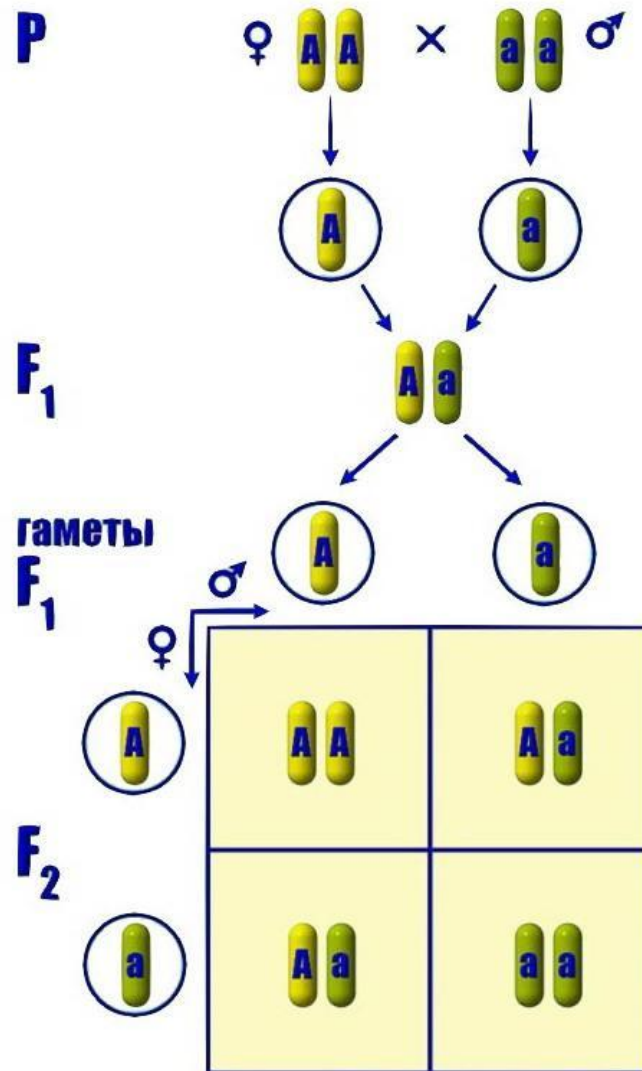 P ♀ A A × a a ♂
A a
F₁ A a
гаметы
F₁ ♂ A a
♀
A A A A a
F₂
a A a a a